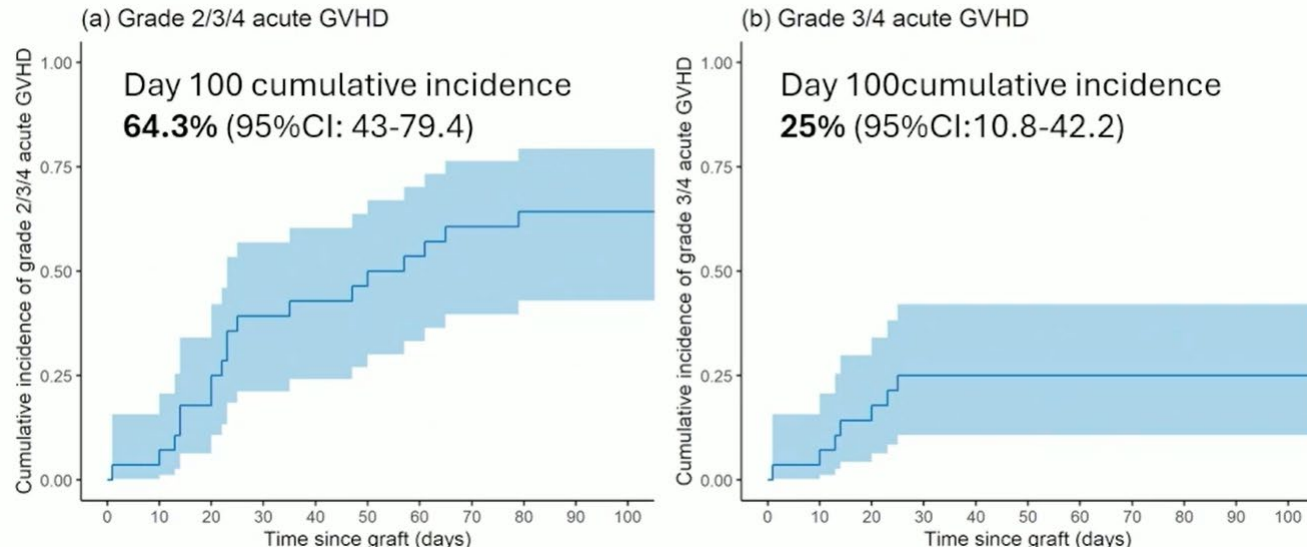 (a) Grade 2/3/4 acute GVHD
Day 100 cumulative incidence
64.3% (95%CI: 43-79.4)
Cumulative incidence of grade 2/3/4 acute GVHD
1.00
0.75
0.50
0.25
0.00
0 10 20 30 40 50 60 70 80 90 100
Time since graft (days)
(b) Grade 3/4 acute GVHD
Day 100cumulative incidence
25% (95%CI:10.8-42.2)
Cumulative incidence of grade 3/4 acute GVHD
1.00
0.75
0.50
0.25
0.00
0 10 20 30 40 50 60 70 80 90 100
Time since graft (days)